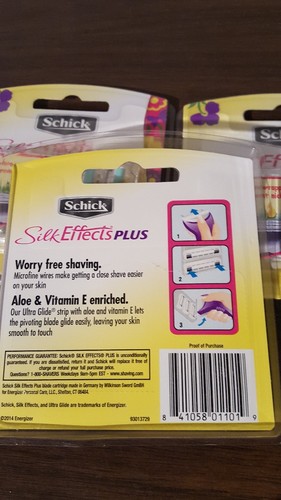 Schick
Sc
Schick
Silk Effects PLUS
Worry free shaving.
Microfine wires make getting a close shave easier
on your skin
Aloe & Vitamin E enriched.
Our Ultra Glide® strip with aloe and vitamin E lets
the pivoting blade glide easily, leaving your skin
smooth to touch
1
2
3
PERFORMANCE GUARANTEE: Schick® SILK EFFECTS® PLUS is unconditionally
guaranteed. If you are dissatisfied, return it and Schick will replace it free of
charge or refund your full purchase price.
Questions? 1-800-SHAVERS Weekdays 9am-5pm EST - www.shaving.com
Proof of Purchase
Schick Silk Effects Plus blade cartridge made in Germany by Wilkinson Sword GmbH
for Energizer Personal Care, LLC., Shelton, CT 06484.
Schick, Silk Effects, and Ultra Glide are trademarks of Energizer.
©2014 Energizer
93013729
8 41058 01101 9